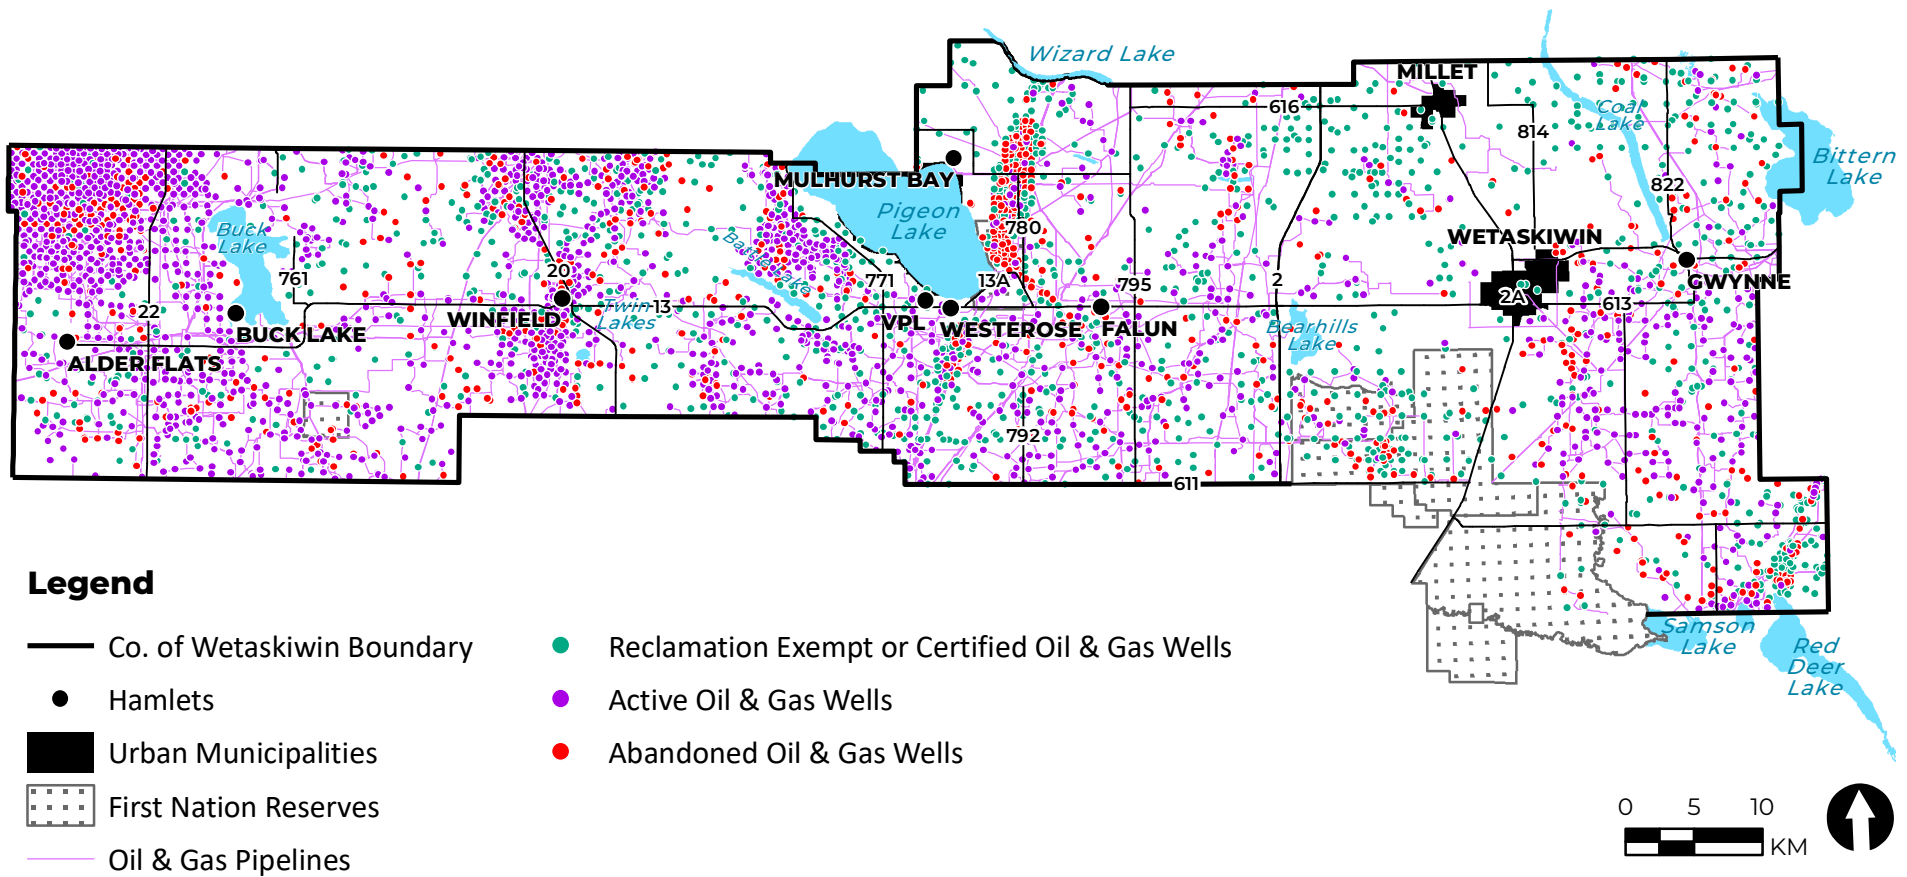 Wizard Lake
MILLET
616
814
Coal
Lake
Bittern
Lake
822
MULHURST BAY
Pigeon
Lake
780
WETASKIWIN
Buck
Lake
Battle Lake
761
20
771
13A
795
2
GWYNNE
2A
613
22
BUCK LAKE
WINFIELD
Twin
Lakes
13
VPL
WESTEROSE
FALUN
Bearhills
Lake
ALDER FLATS
792
611
Samson
Lake
Red
Deer
Lake
Legend
Co. of Wetaskiwin Boundary
Hamlets
Urban Municipalities
First Nation Reserves
Oil & Gas Pipelines
Reclamation Exempt or Certified Oil & Gas Wells
Active Oil & Gas Wells
Abandoned Oil & Gas Wells
0 5 10
KM